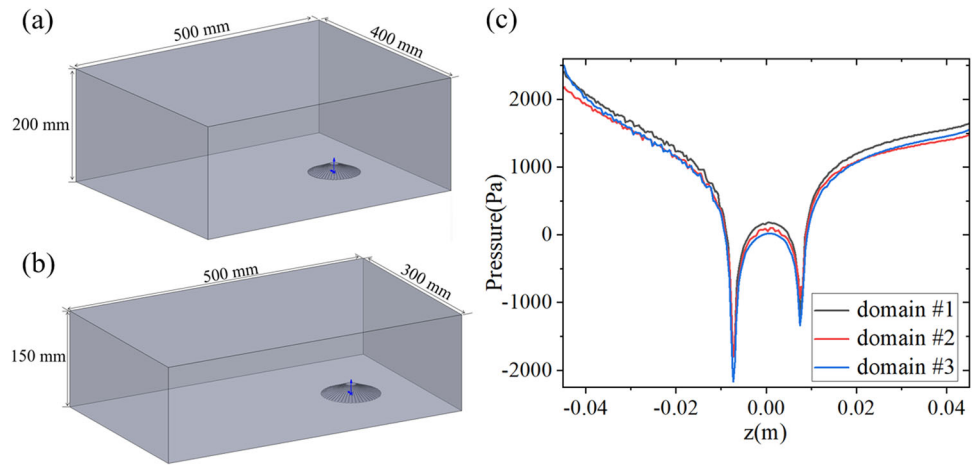 (a)
500 mm
400 mm
200 mm
(b)
500 mm
300 mm
150 mm
(c)
Pressure(Pa)
2000
1000
0
-1000
-2000
-0.04
-0.02
0.00
0.02
0.04
z(m)
domain #1
domain #2
domain #3